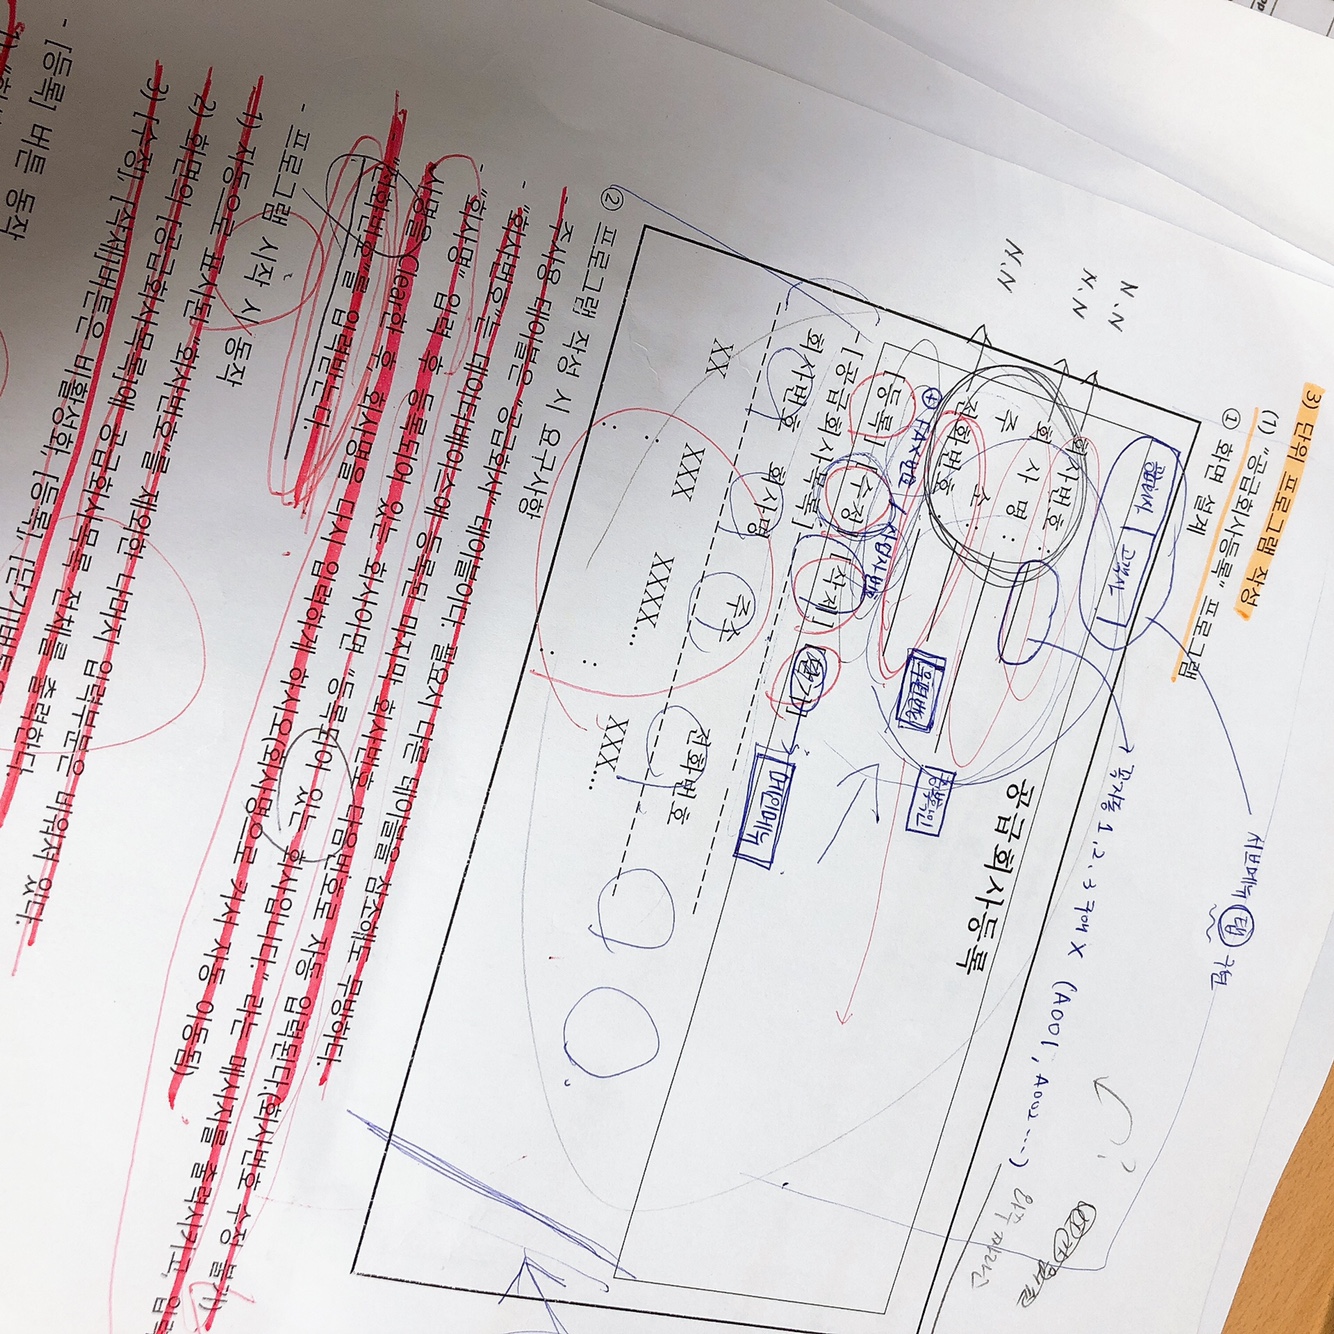 3) 단위 프로그램 작성
(1) "공급회사등록" 프로그램
① 화면 설계
서브메뉴 탭 구현
공급회사 고객사
꼭 자동 1, 2, 3 구애 X (A001, A002 ...)
공급회사등록
N.N
N.N
N.N
회사번호 :
회 사 명 :
주 소 :
전화번호 :
우편번호
중복확인
+ FAX번호 / 사업자번호
[등록] [수정] [삭제]
메인메뉴
-[공급회사목록]
회사번호 회사명 주소 전화번호
XX XXX XXXX... XXX...
: :
: :
② 프로그램 작성 시 요구사항
- 주사용 테이블은 "공급회사" 테이블이다. 필요시 다른 테이블을 참조해도 무방하다.
- "회사번호"는 데이터베이스에 등록된 마지막 회사번호 다음번호로 자동 입력된다.(회사번호 수정 불가)
- "회사명" 입력 후 등록되어 있는 회사이면 "등록되어 있는 회사입니다." 라는 메시지를 출력시키고, 입력
사명을 Clear한 후, 회사명을 다시 입력하게 하시오(회사명으로 커서 자동 이동됨)
- "전화번호"를 입력받는다.
- 프로그램 시작 시 동작
1) 자동으로 표시된 "회사번호"를 제외한 나머지 입력부분은 비워져 있다.
2) 화면의 [공급회사목록]에 공급회사목록 전체를 출력한다.
3) [수정], [삭제]버튼은 비활성화, [등록], [닫기]버튼
- [등록] 버튼 동작